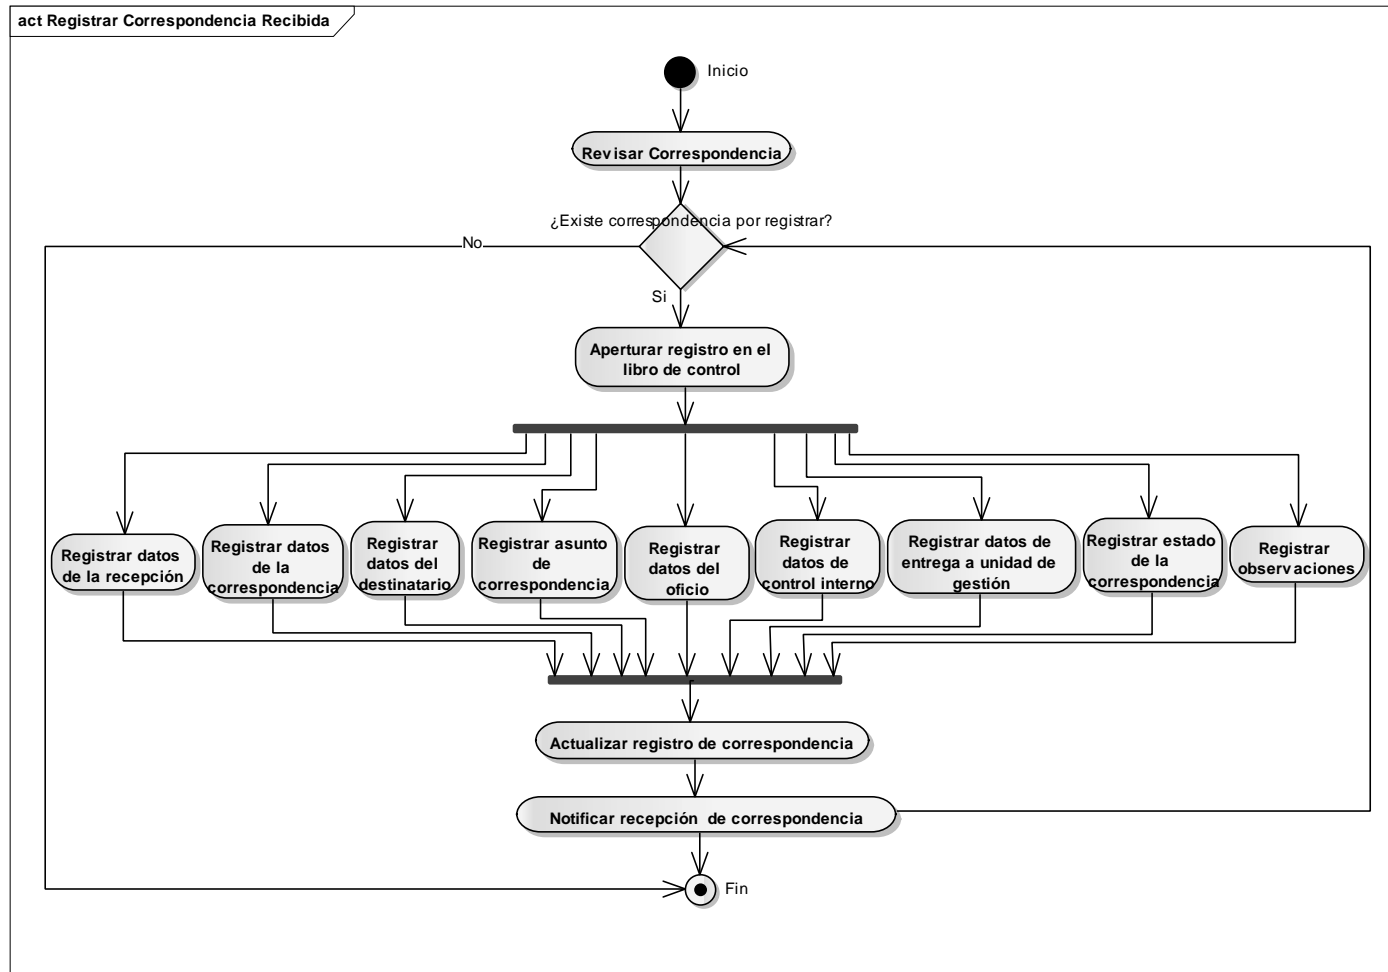 act Registrar Correspondencia Recibida
Inicio
Revisar Correspondencia
¿Existe correspondencia por registrar?
No
Si
Aperturar registro en el
libro de control
Registrar datos
de la recepción
Registrar datos
de la
correspondencia
Registrar
datos del
destinatario
Registrar asunto
de
correspondencia
Registrar
datos del
oficio
Registrar
datos de
control interno
Registrar datos de
entrega a unidad de
gestión
Registrar estado
de la
correspondencia
Registrar
observaciones
Actualizar registro de correspondencia
Notificar recepción de correspondencia
Fin